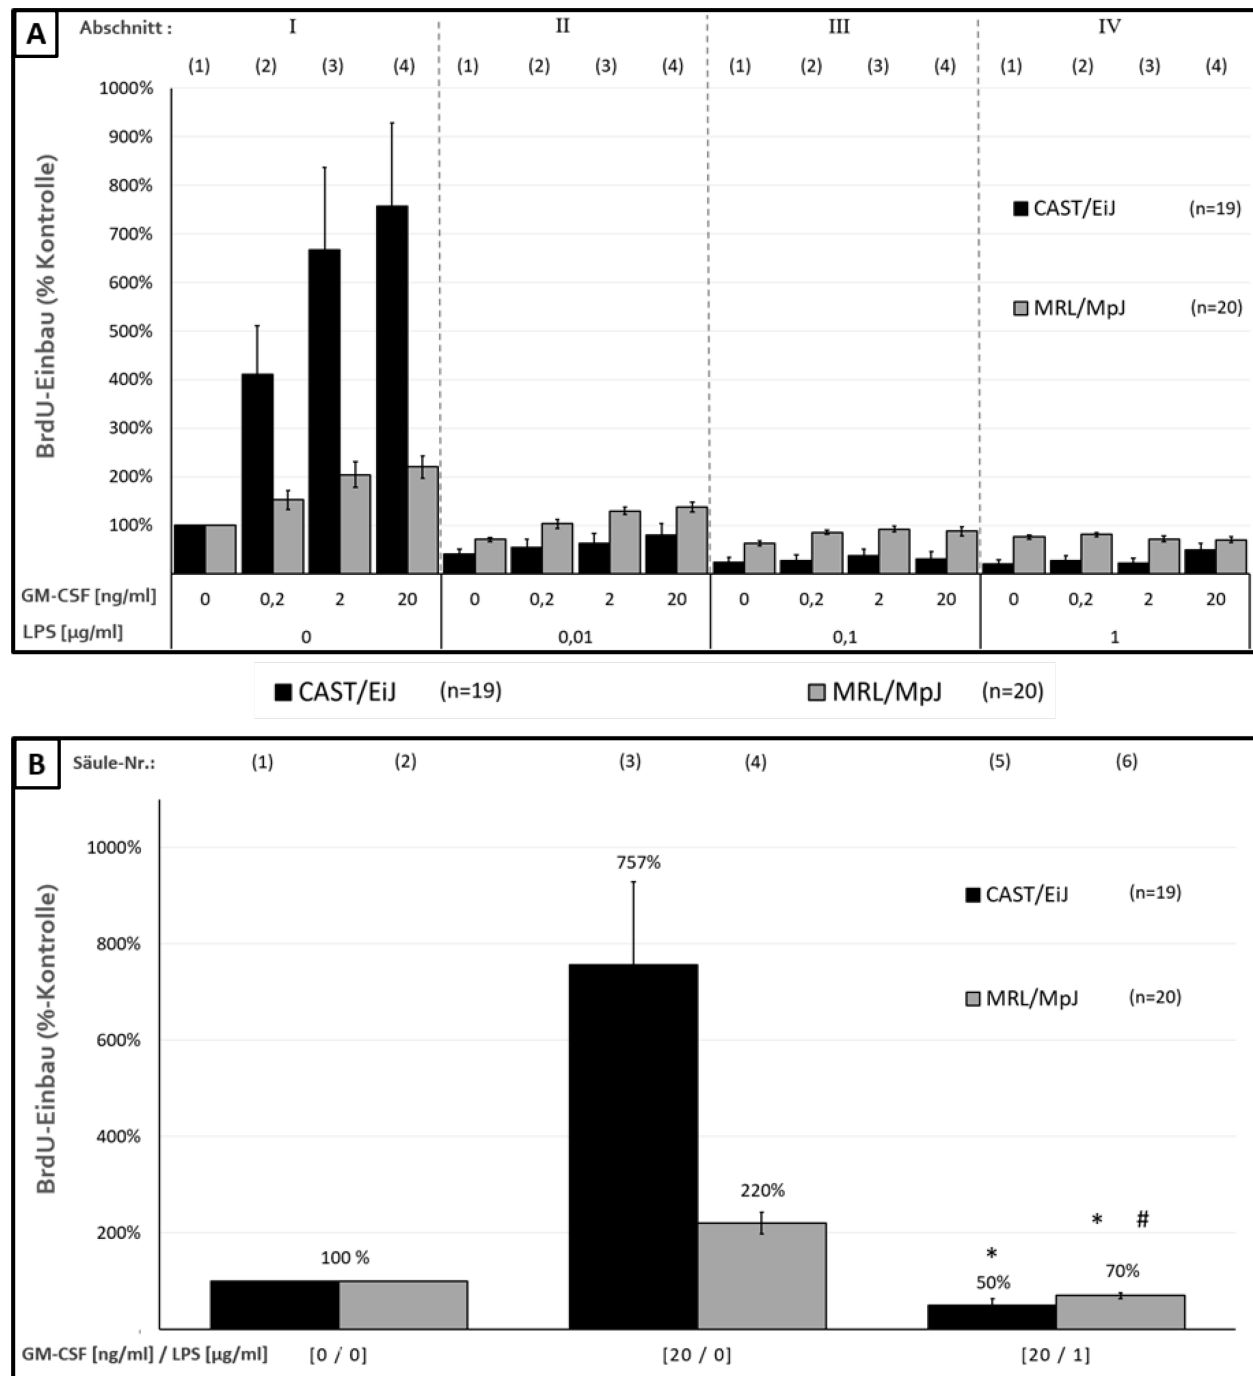 A
Abschnitt : I II III IV
(1) (2) (3) (4) (1) (2) (3) (4) (1) (2) (3) (4) (1) (2) (3) (4)
1000%
900%
800%
700%
600%
500%
400%
300%
200%
100%
BrdU-Einbau (% Kontrolle)
CAST/EiJ (n=19)
MRL/MpJ (n=20)
GM-CSF [ng/ml] 0 0,2 2 20 0 0,2 2 20 0 0,2 2 20 0 0,2 2 20
LPS [µg/ml] 0 0,01 0,1 1
CAST/EiJ (n=19) MRL/MpJ (n=20)
B
Säule-Nr.: (1) (2) (3) (4) (5) (6)
1000%
800%
600%
400%
200%
BrdU-Einbau (%-Kontrolle)
757%
CAST/EiJ (n=19)
MRL/MpJ (n=20)
220%
* #
*
100 %
50%
70%
GM-CSF [ng/ml] / LPS [µg/ml] [0 / 0] [20 / 0] [20 / 1]